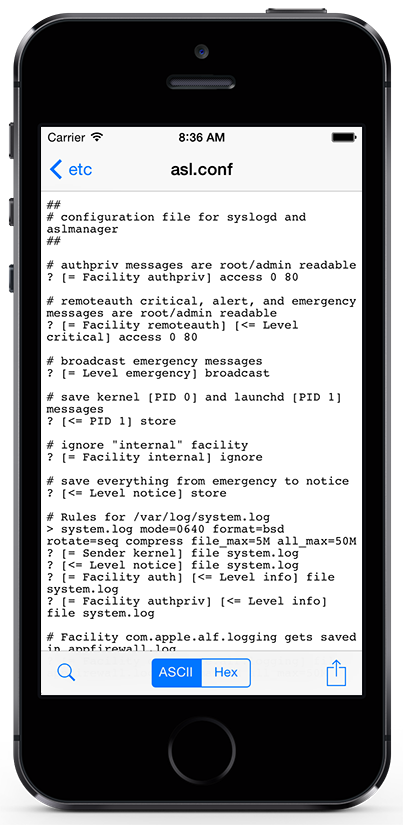 Carrier 8:36 AM
etc asl.conf
##
# configuration file for syslogd and
aslmanager
##
# authpriv messages are root/admin readable
? [= Facility authpriv] access 0 80
# remoteauth critical, alert, and emergency
messages are root/admin readable
? [= Facility remoteauth] [<= Level
critical] access 0 80
# broadcast emergency messages
? [= Level emergency] broadcast
# save kernel [PID 0] and launchd [PID 1]
messages
? [<= PID 1] store
# ignore "internal" facility
? [= Facility internal] ignore
# save everything from emergency to notice
? [<= Level notice] store
# Rules for /var/log/system.log
> system.log mode=0640 format=bsd
rotate=seq compress file_max=5M all_max=50M
? [= Sender kernel] file system.log
? [<= Level notice] file system.log
? [= Facility auth] [<= Level info] file
system.log
? [= Facility authpriv] [<= Level info]
file system.log
# Facility com.apple.alf.logging gets saved
in appfirewall.log
ASCII Hex